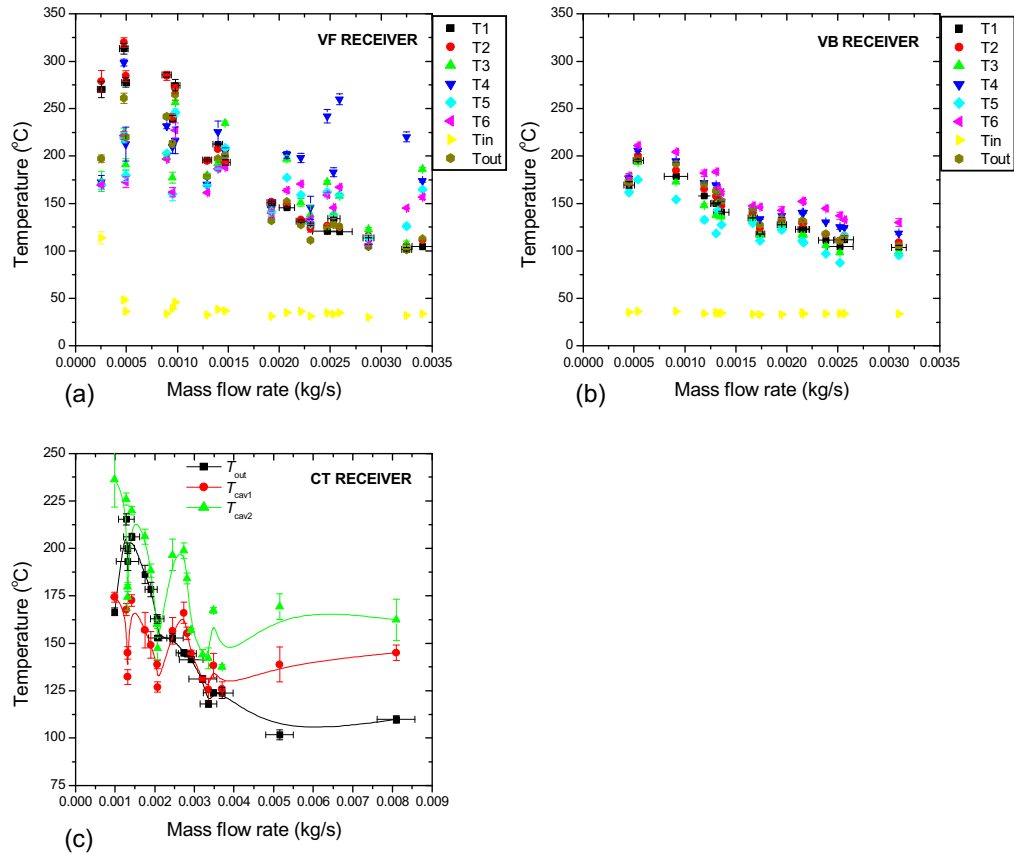 VF RECEIVER
T1
T2
T3
T4
T5
T6
Tin
Tout
350
300
250
200
150
100
50
0
Temperature (°C)
0.0000 0.0005 0.0010 0.0015 0.0020 0.0025 0.0030 0.0035
Mass flow rate (kg/s)
(a)
VB RECEIVER
T1
T2
T3
T4
T5
T6
Tin
Tout
350
300
250
200
150
100
50
0
Temperature (°C)
0.0000 0.0005 0.0010 0.0015 0.0020 0.0025 0.0030 0.0035
Mass flow rate (kg/s)
(b)
CT RECEIVER
Tout
Tcav1
Tcav2
250
225
200
175
150
125
100
75
Temperature (°C)
0.000 0.001 0.002 0.003 0.004 0.005 0.006 0.007 0.008 0.009
Mass flow rate (kg/s)
(c)